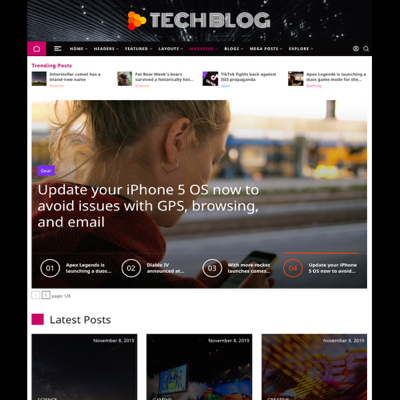 TECHBLOG
HOME
HEADERS
FEATURED
LAYOUTS
MAGAZINE
BLOGS
MEGA POSTS
EXPLORE
Trending Posts
Interstellar comet has a
brand-new name
Science
Fat Bear Week's bears
survived a historically hot...
Science
TikTok fights back against
ISIS propaganda
Apps
Apex Legends is launching a
duos game mode for the...
Gaming
Gear
Update your iPhone 5 OS now to
avoid issues with GPS, browsing,
and email
01
Apex Legends is
launching a duos...
02
Diablo IV
announced at...
03
With more rocket
launches comes...
04
Update your iPhone
5 OS now to avoid...
page: 1/8
Latest Posts
November 8, 2019
November 8, 2019
November 8, 2019
SCIENCE
GAMING
CREATIVE